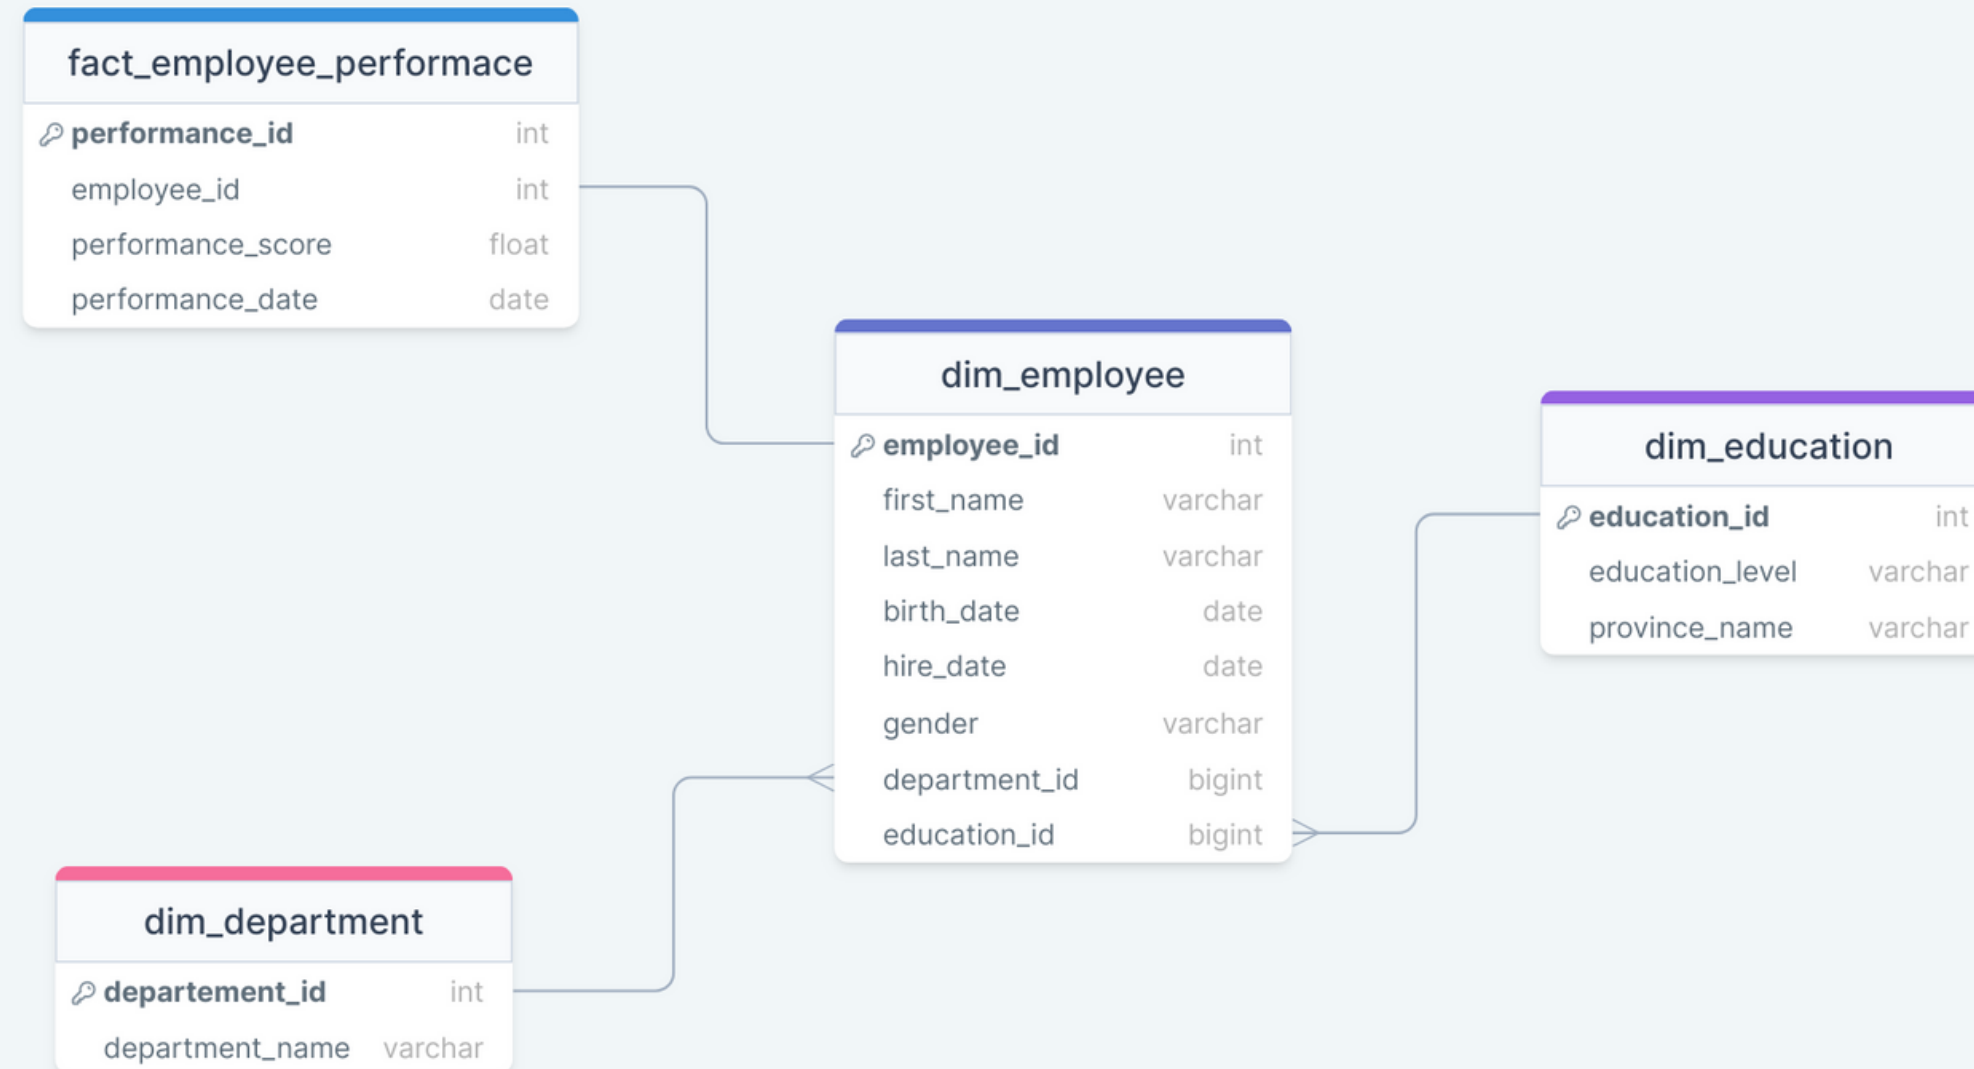 fact_employee_performace
performance_id int
employee_id int
performance_score float
performance_date date
dim_employee
employee_id int
first_name varchar
last_name varchar
birth_date date
hire_date date
gender varchar
department_id bigint
education_id bigint
dim_education
education_id int
education_level varchar
province_name varchar
dim_department
departement_id int
department_name varchar